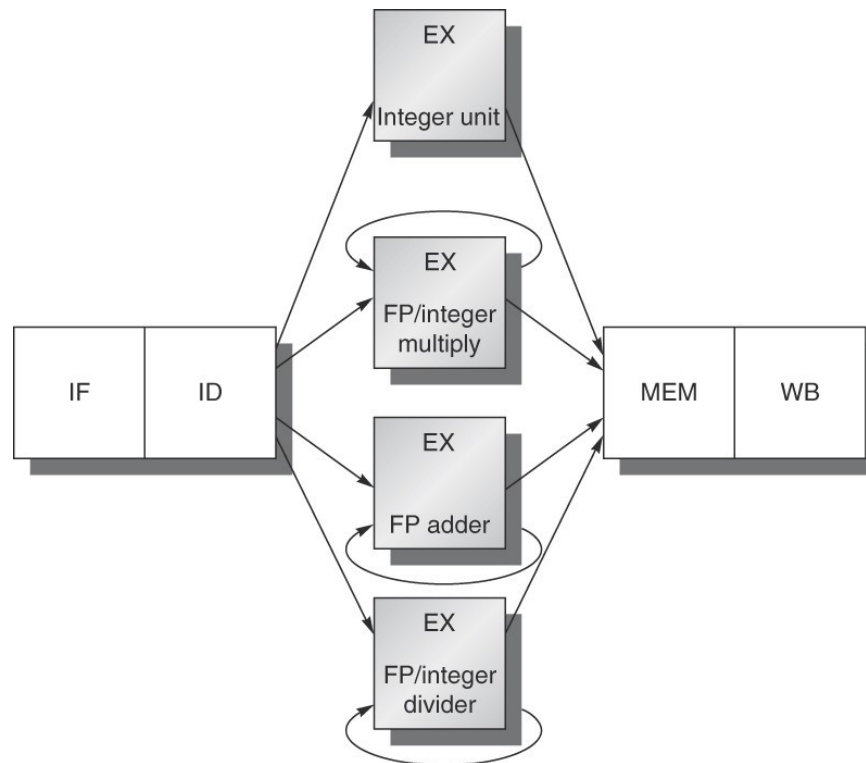 EX
Integer unit
EX
FP/integer
multiply
IF
ID
MEM
WB
EX
FP adder
EX
FP/integer
divider